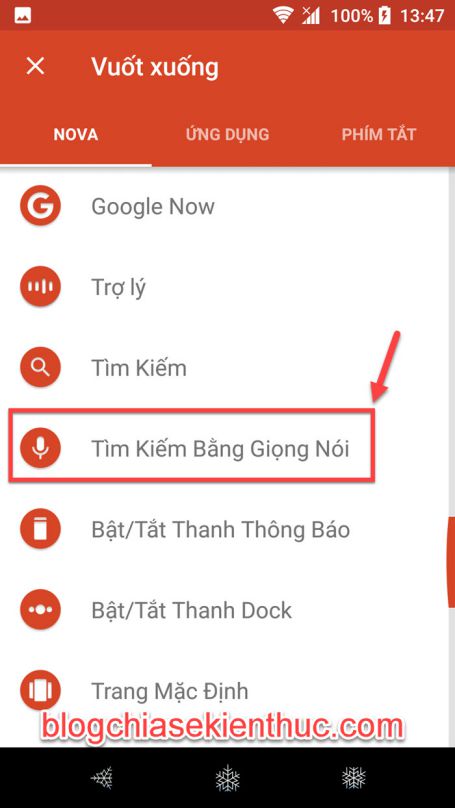 100% 13:47
Vuốt xuống
NOVA ỨNG DỤNG PHÍM TẮT
Google Now
Trợ lý
Tìm Kiếm
Tìm Kiếm Bằng Giọng Nói
Bật/Tắt Thanh Thông Báo
Bật/Tắt Thanh Dock
Trang Mặc Định
blogchiasekienthuc.com